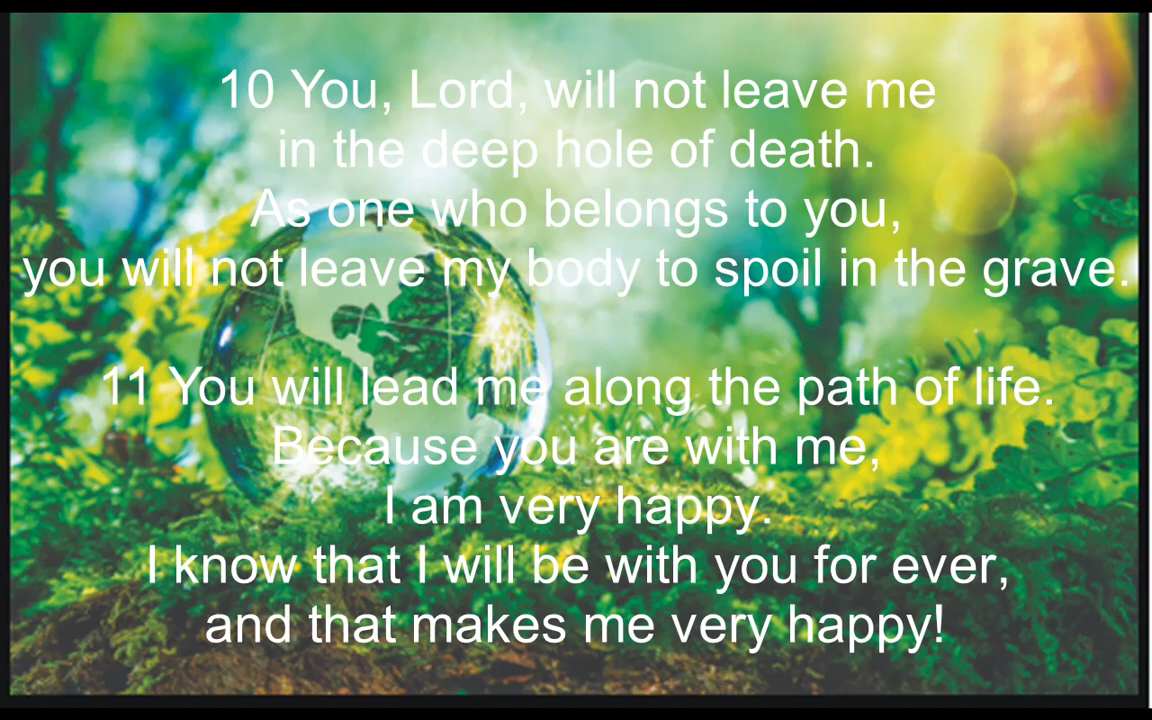 10 You, Lord, will not leave me
in the deep hole of death.
As one who belongs to you,
you will not leave my body to spoil in the grave.
11 You will lead me along the path of life.
Because you are with me,
I am very happy.
I know that I will be with you for ever,
and that makes me very happy!